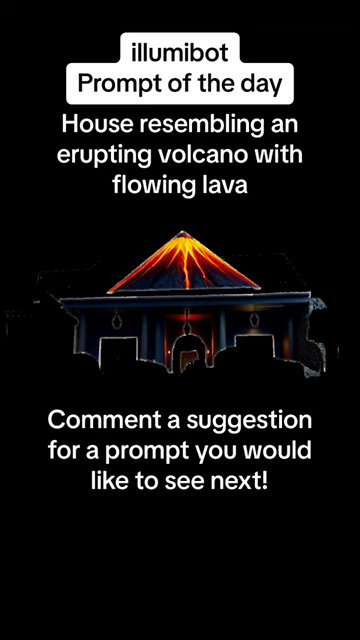 illumibot
Prompt of the day
House resembling an
erupting volcano with
flowing lava
Comment a suggestion
for a prompt you would
like to see next!